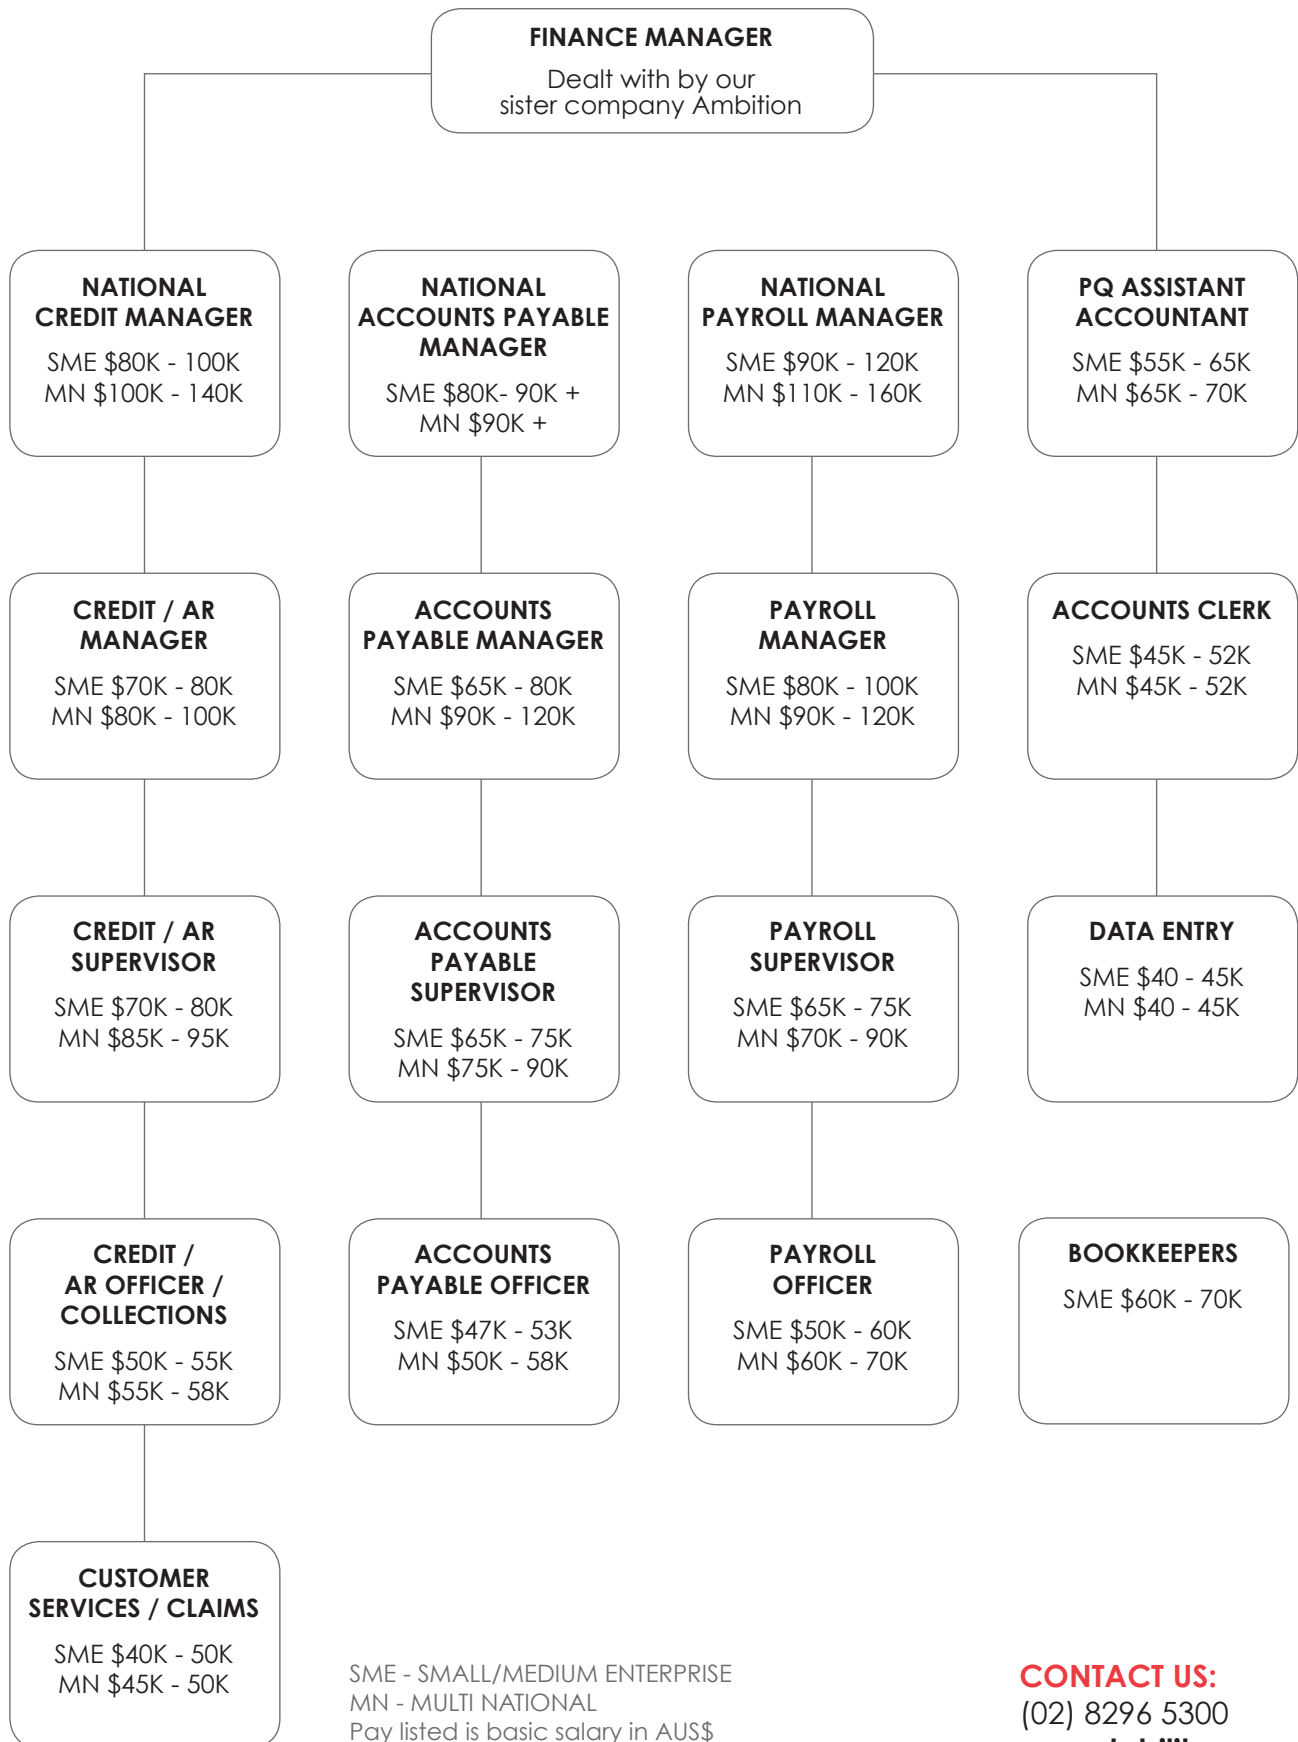 FINANCE MANAGER
Dealt with by our
sister company Ambition
NATIONAL
CREDIT MANAGER
SME $80K - 100K
MN $100K - 140K
NATIONAL
ACCOUNTS PAYABLE
MANAGER
SME $80K- 90K +
MN $90K +
NATIONAL
PAYROLL MANAGER
SME $90K - 120K
MN $110K - 160K
PQ ASSISTANT
ACCOUNTANT
SME $55K - 65K
MN $65K - 70K
CREDIT / AR
MANAGER
SME $70K - 80K
MN $80K - 100K
ACCOUNTS
PAYABLE MANAGER
SME $65K - 80K
MN $90K - 120K
PAYROLL
MANAGER
SME $80K - 100K
MN $90K - 120K
ACCOUNTS CLERK
SME $45K - 52K
MN $45K - 52K
CREDIT / AR
SUPERVISOR
SME $70K - 80K
MN $85K - 95K
ACCOUNTS
PAYABLE
SUPERVISOR
SME $65K - 75K
MN $75K - 90K
PAYROLL
SUPERVISOR
SME $65K - 75K
MN $70K - 90K
DATA ENTRY
SME $40 - 45K
MN $40 - 45K
CREDIT /
AR OFFICER /
COLLECTIONS
SME $50K - 55K
MN $55K - 58K
ACCOUNTS
PAYABLE OFFICER
SME $47K - 53K
MN $50K - 58K
PAYROLL
OFFICER
SME $50K - 60K
MN $60K - 70K
BOOKKEEPERS
SME $60K - 70K
CUSTOMER
SERVICES / CLAIMS
SME $40K - 50K
MN $45K - 50K
SME - SMALL/MEDIUM ENTERPRISE
MN - MULTI NATIONAL
Pay listed is basic salary in AUS$
CONTACT US:
(02) 8296 5300